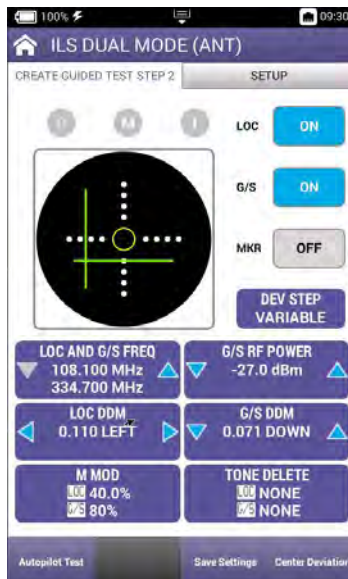 100%
09:30
ILS DUAL MODE (ANT)
CREATE GUIDED TEST STEP 2
SETUP
O M I
LOC ON
G/S ON
MKR OFF
DEV STEP
VARIABLE
LOC AND G/S FREQ
108.100 MHz
334.700 MHz
G/S RF POWER
-27.0 dBm
LOC DDM
0.110 LEFT
G/S DDM
0.071 DOWN
M MOD
LOC 40.0%
G/S 80%
TONE DELETE
LOC NONE
G/S NONE
Autopilot Test
Save Settings
Center Deviation